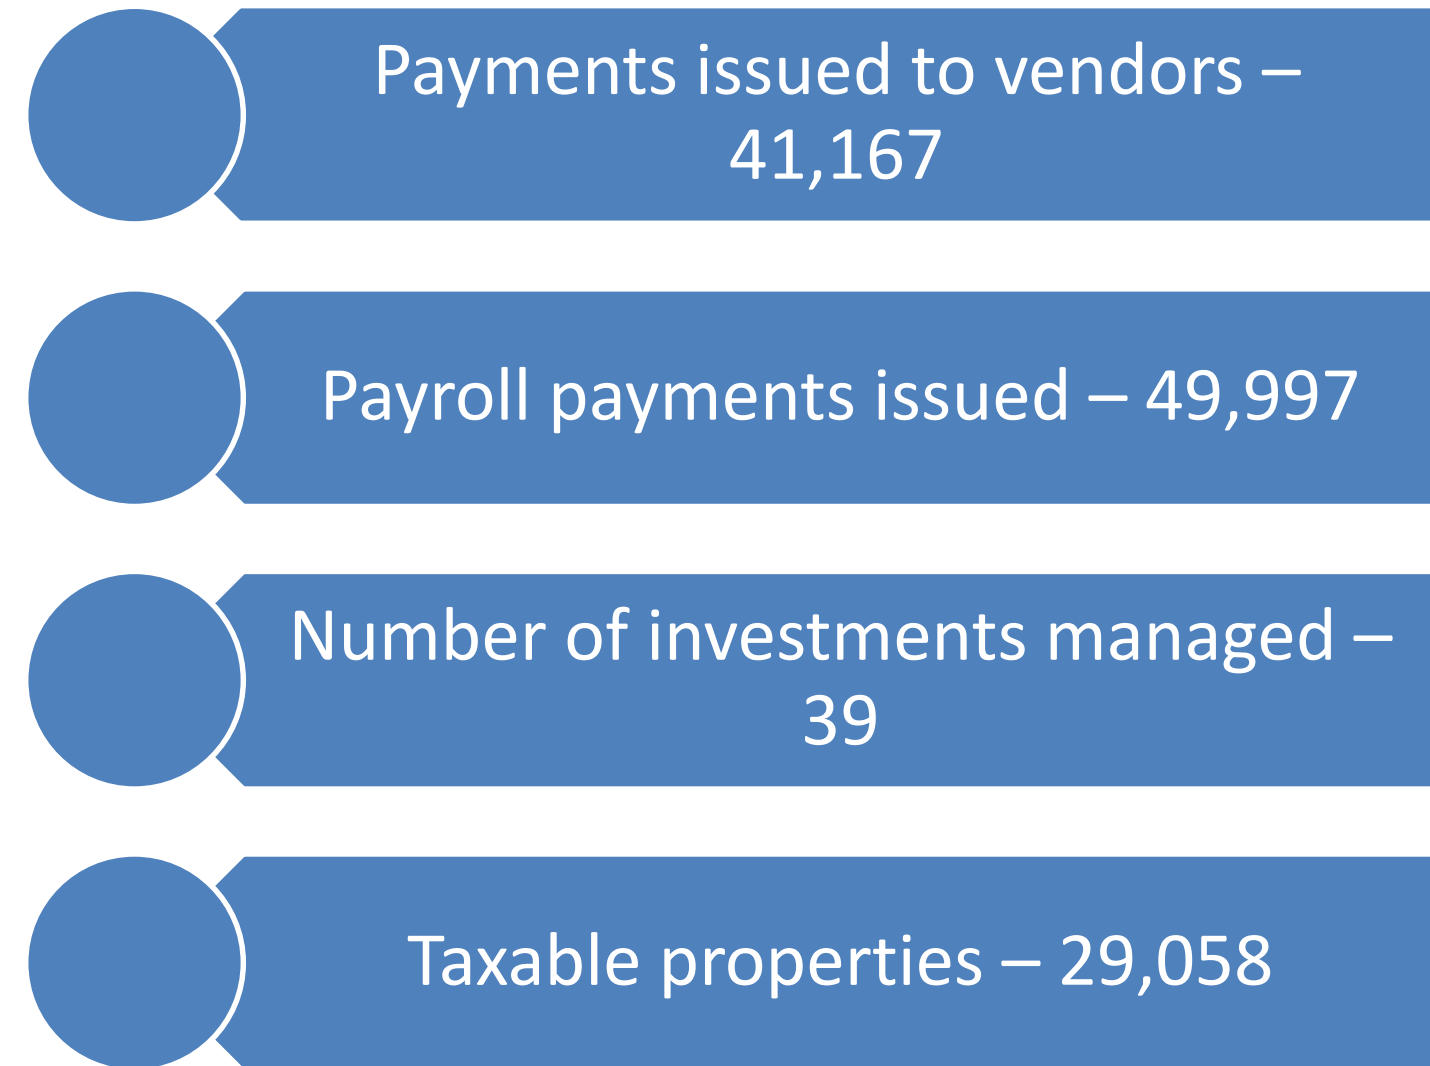 Payments issued to vendors –
41,167
Payroll payments issued – 49,997
Number of investments managed –
39
Taxable properties – 29,058